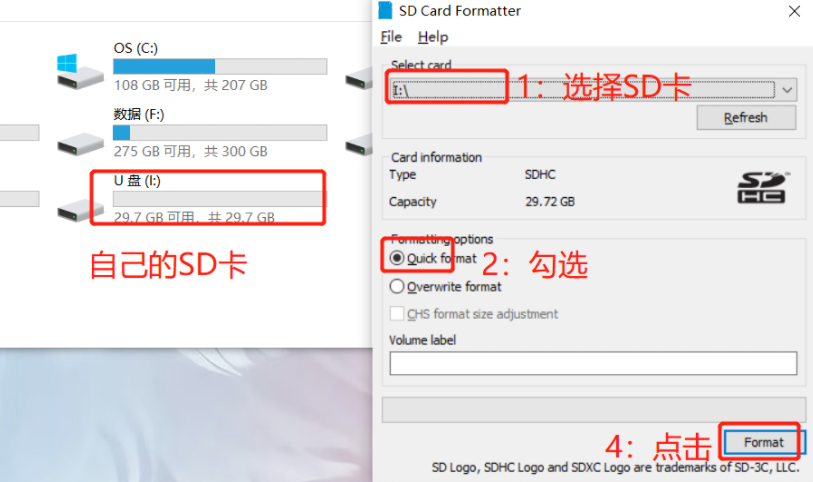 OS (C:)
108 GB 可用，共 207 GB
数据 (F:)
275 GB 可用，共 300 GB
U 盘 (I:)
29.7 GB 可用，共 29.7 GB
自己的SD卡
SD Card Formatter
File Help
Select card
I:\
1：选择SD卡
Refresh
Card information
Type SDHC
Capacity 29.72 GB
SD HC
Formatting options
Quick format
2：勾选
Overwrite format
CHS format size adjustment
Volume label
4：点击
Format
SD Logo, SDHC Logo and SDXC Logo are trademarks of SD-3C, LLC.